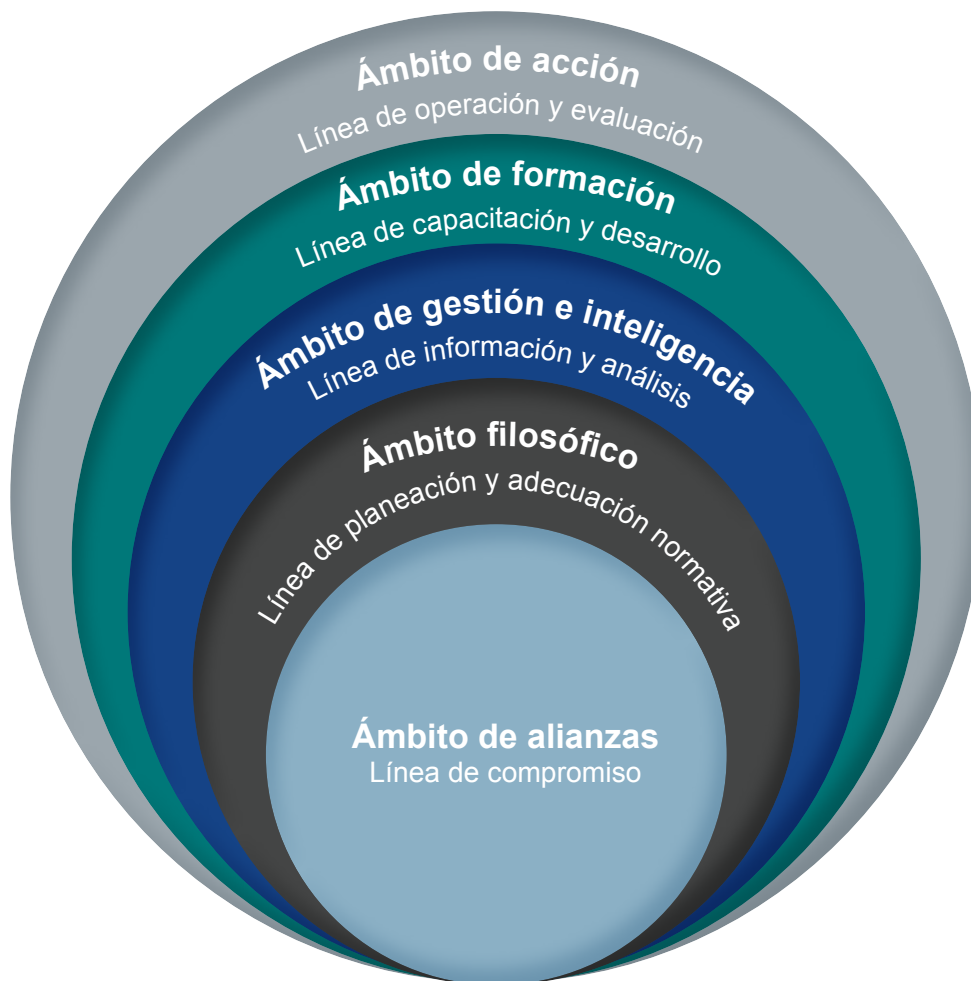 Ámbito de acción
Línea de operación y evaluación
Ámbito de formación
Línea de capacitación y desarrollo
Ámbito de gestión e inteligencia
Línea de información y análisis
Ámbito filosófico
Línea de planeación y adecuación normativa
Ámbito de alianzas
Línea de compromiso